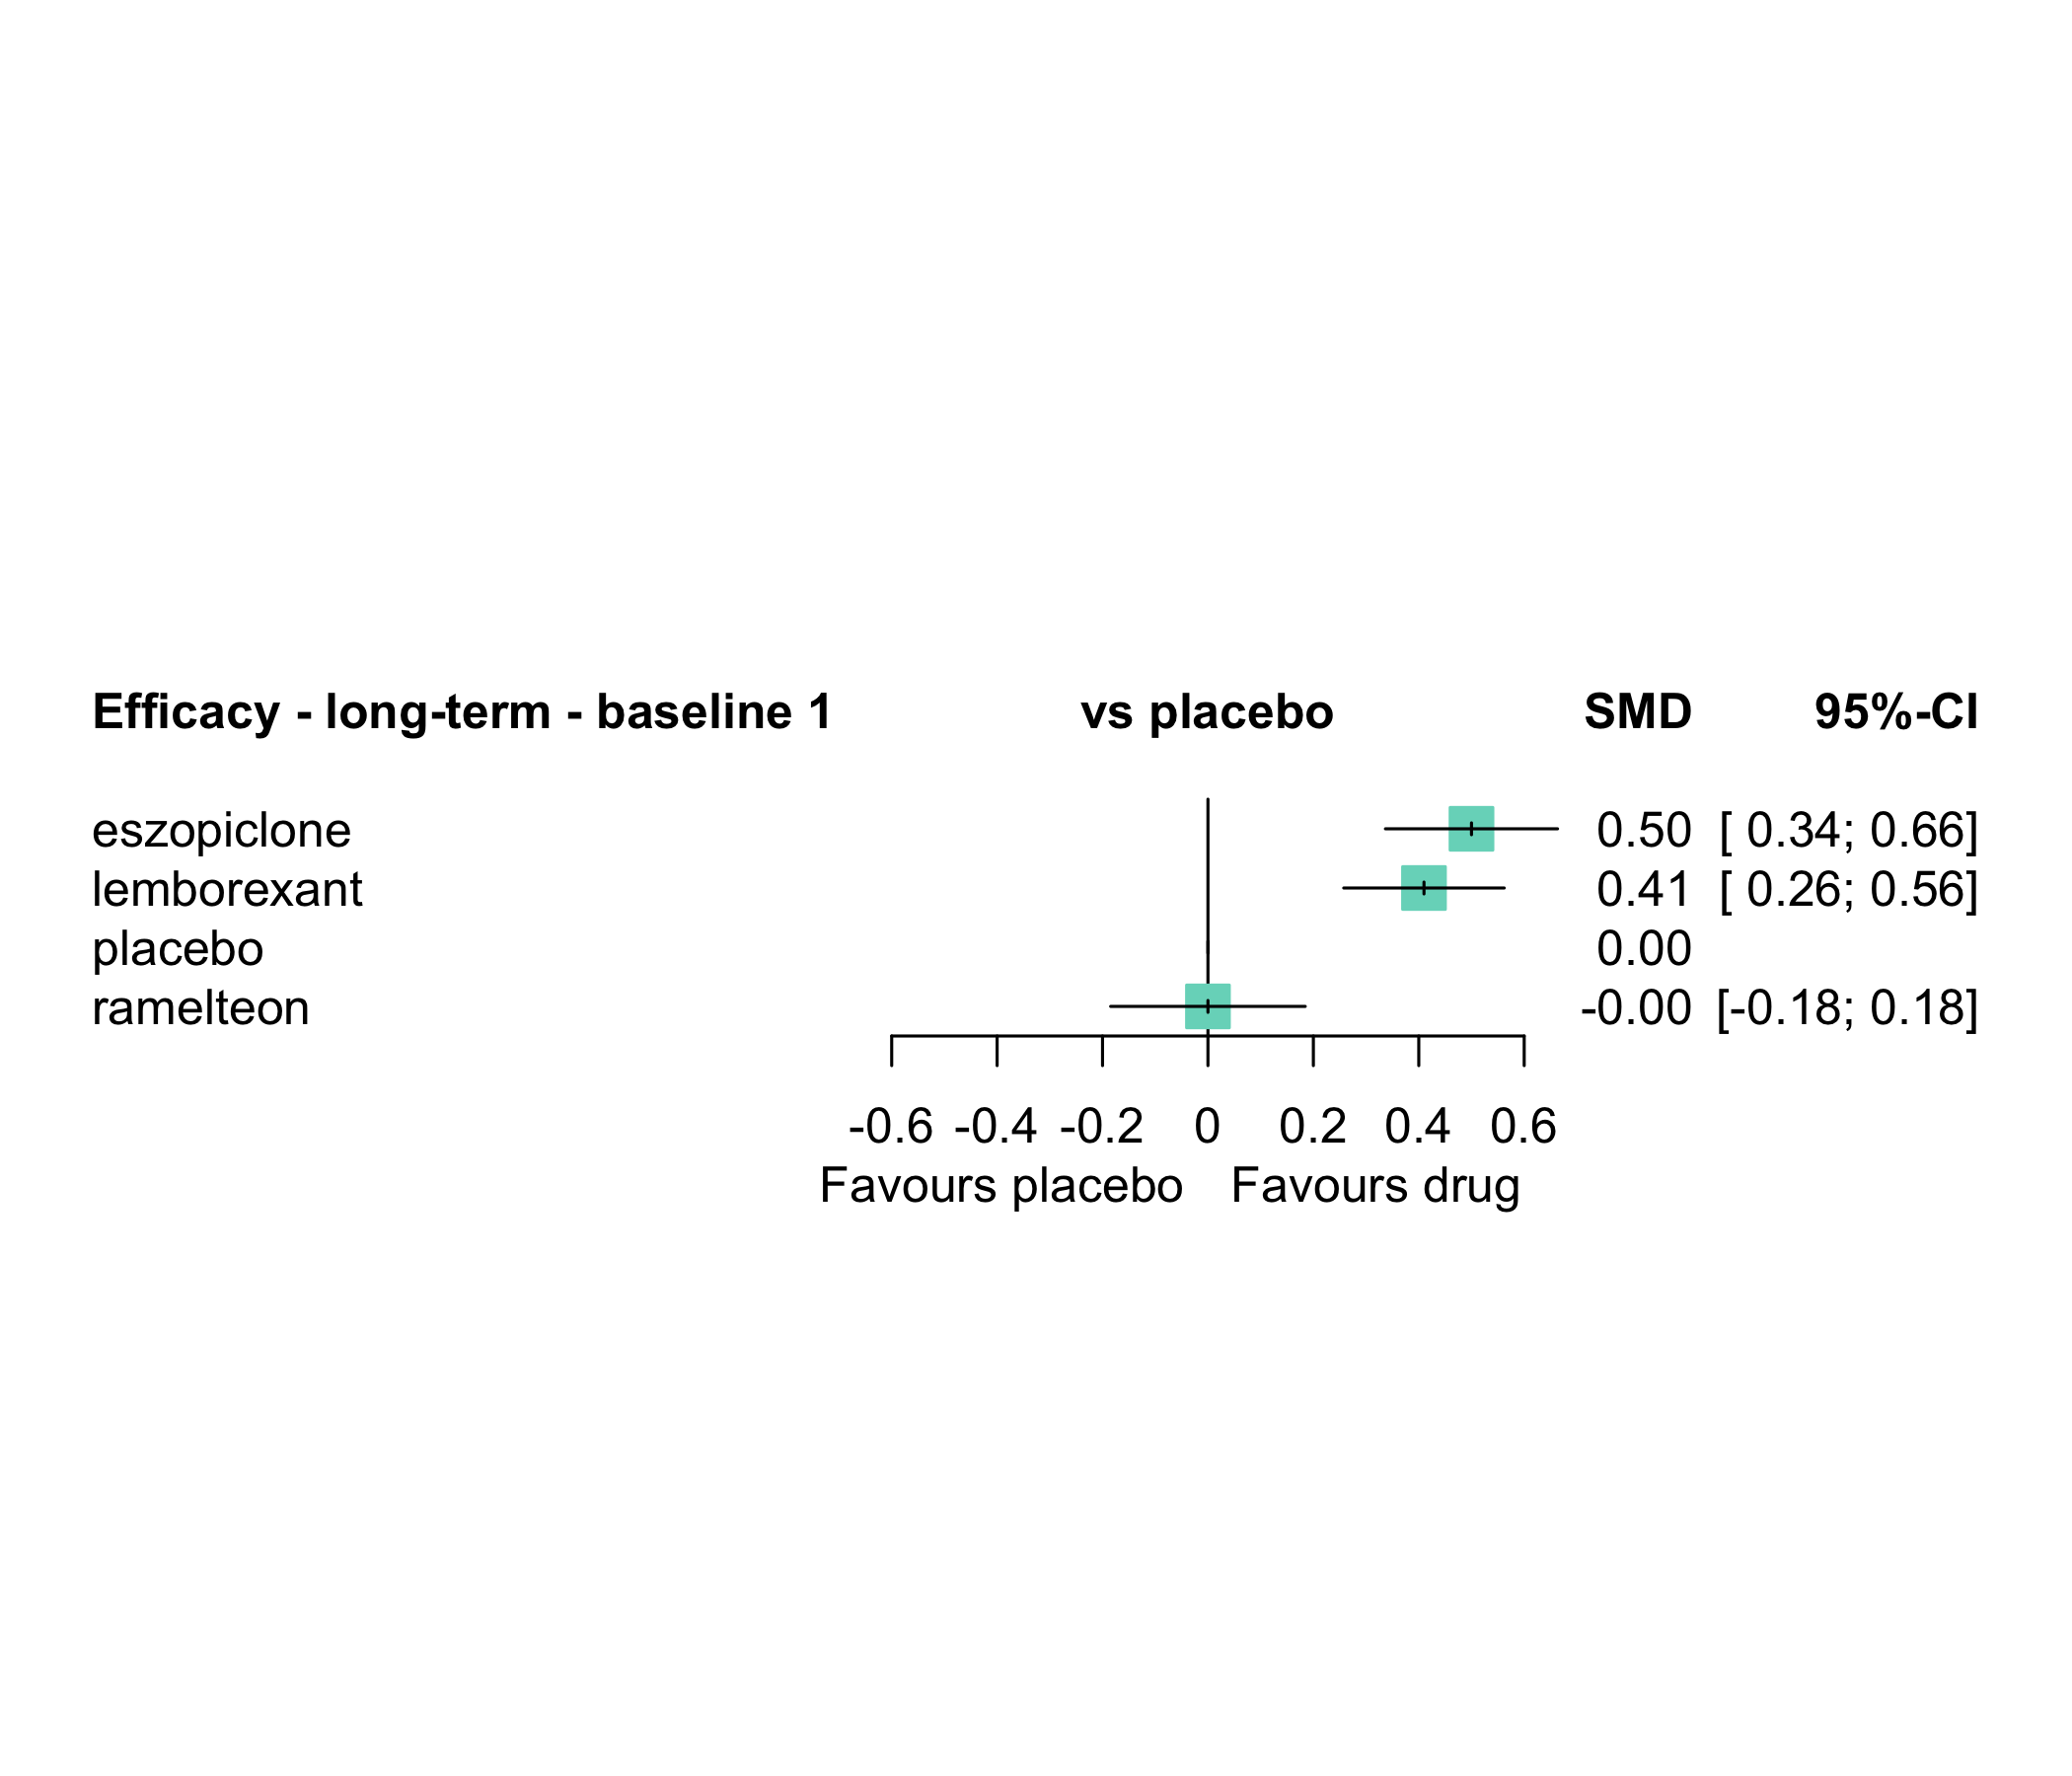 Efficacy - long-term - baseline 1 vs placebo SMD 95%-CI
eszopiclone 0.50 [ 0.34; 0.66]
lemborexant 0.41 [ 0.26; 0.56]
placebo 0.00
ramelteon -0.00 [-0.18; 0.18]
-0.6 -0.4 -0.2 0 0.2 0.4 0.6
Favours placebo Favours drug